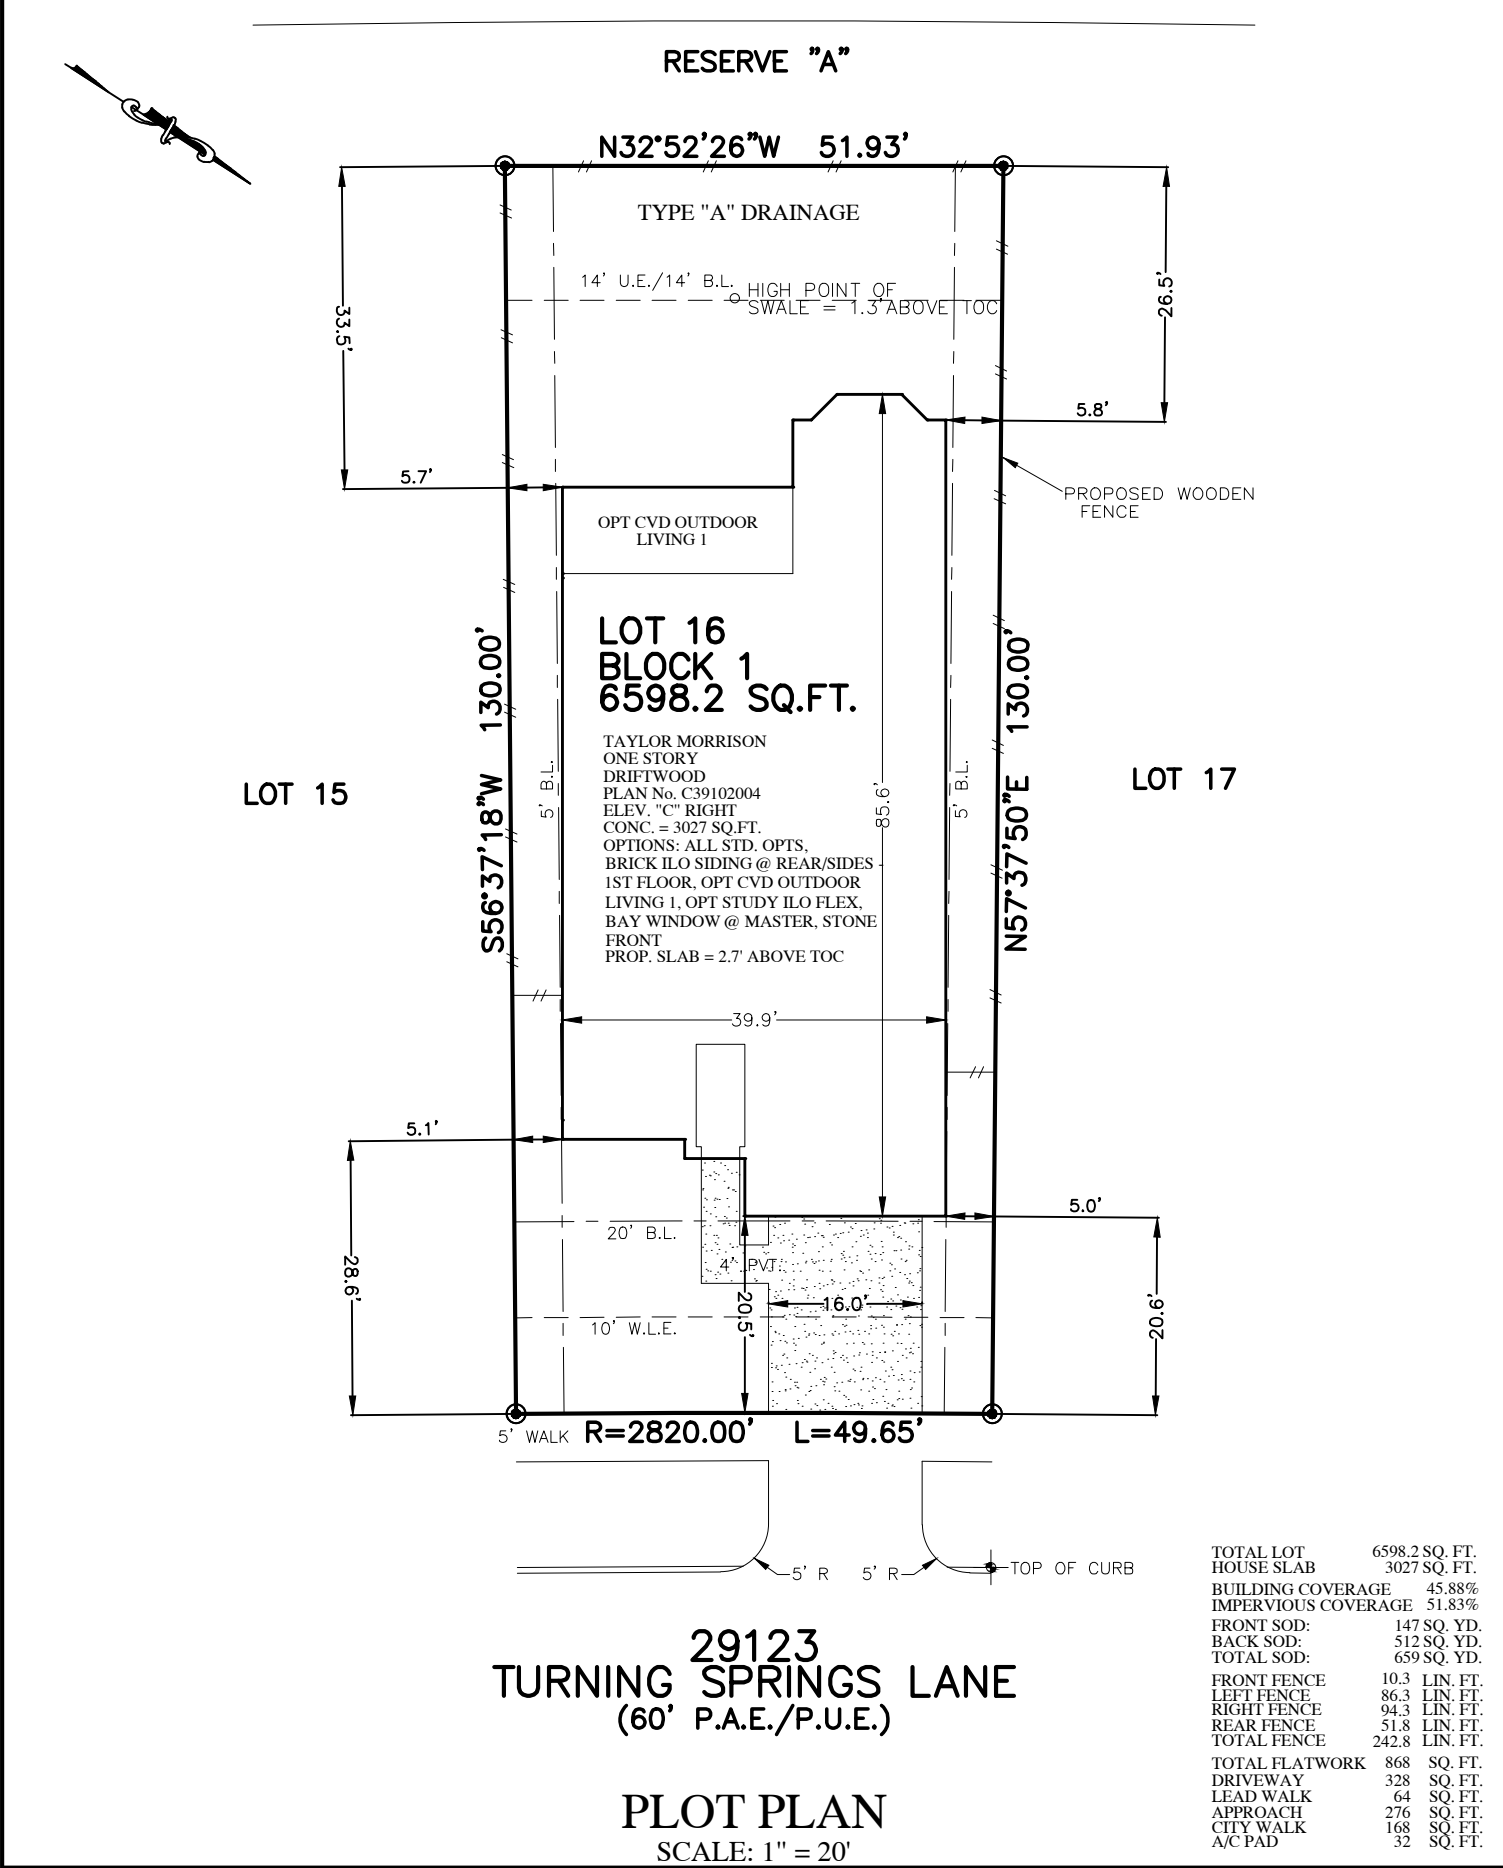 RESERVE "A"
N32°52'26"W 51.93'
TYPE "A" DRAINAGE
14' U.E./14' B.L.
HIGH POINT OF
SWALE = 1.3' ABOVE TOC
33.5'
26.5'
5.8'
5.7'
PROPOSED WOODEN
FENCE
OPT CVD OUTDOOR
LIVING 1
LOT 16
BLOCK 1
6598.2 SQ.FT.
TAYLOR MORRISON
ONE STORY
DRIFTWOOD
PLAN No. C39102004
ELEV. "C" RIGHT
CONC. = 3027 SQ.FT.
OPTIONS: ALL STD. OPTS,
BRICK ILO SIDING @ REAR/SIDES -
1ST FLOOR, OPT CVD OUTDOOR
LIVING 1, OPT STUDY ILO FLEX,
BAY WINDOW @ MASTER, STONE
FRONT
PROP. SLAB = 2.7' ABOVE TOC
S56°37'18"W 130.00'
N57°37'50"E 130.00'
LOT 15
LOT 17
5' B.L.
5' B.L.
85.6'
39.9'
5.1'
5.0'
20' B.L.
4' PVT.
28.6'
20.5'
16.0'
20.6'
10' W.L.E.
5' WALK
R=2820.00' L=49.65'
5' R
5' R
TOP OF CURB
29123
TURNING SPRINGS LANE
(60' P.A.E./P.U.E.)
PLOT PLAN
SCALE: 1" = 20'
TOTAL LOT 6598.2 SQ. FT.
HOUSE SLAB 3027 SQ. FT.
BUILDING COVERAGE 45.88%
IMPERVIOUS COVERAGE 51.83%
FRONT SOD: 147 SQ. YD.
BACK SOD: 512 SQ. YD.
TOTAL SOD: 659 SQ. YD.
FRONT FENCE 10.3 LIN. FT.
LEFT FENCE 86.3 LIN. FT.
RIGHT FENCE 94.3 LIN. FT.
REAR FENCE 51.8 LIN. FT.
TOTAL FENCE 242.8 LIN. FT.
TOTAL FLATWORK 868 SQ. FT.
DRIVEWAY 328 SQ. FT.
LEAD WALK 64 SQ. FT.
APPROACH 276 SQ. FT.
CITY WALK 168 SQ. FT.
A/C PAD 32 SQ. FT.